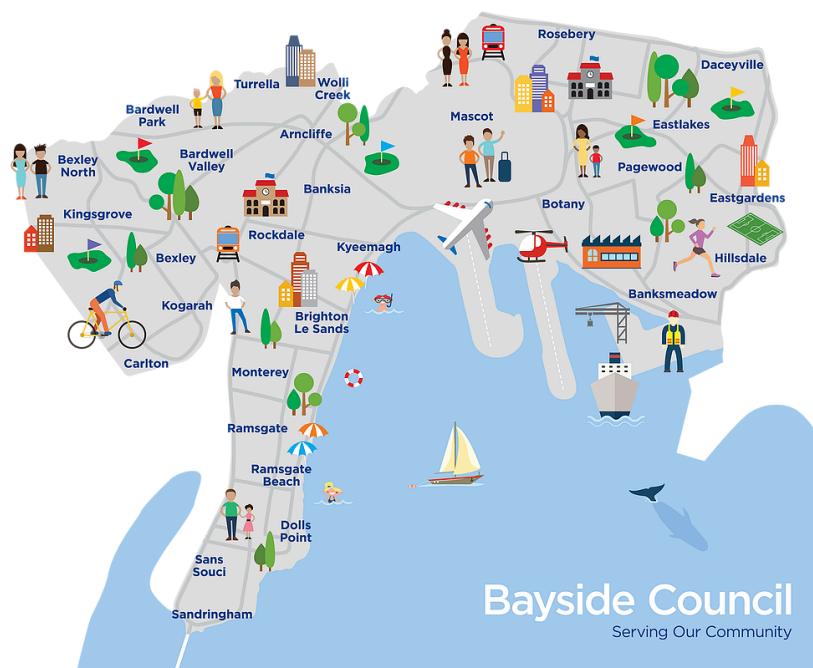 Rosebery
Daceyville
Turrella
Wolli
Creek
Bardwell
Park
Mascot
Eastlakes
Arncliffe
Bexley
North
Bardwell
Valley
Pagewood
Banksia
Eastgardens
Botany
Kingsgrove
Rockdale
Kyeemagh
Bexley
Hillsdale
Banksmeadow
Kogarah
Brighton
Le Sands
Carlton
Monterey
Ramsgate
Ramsgate
Beach
Dolls
Point
Sans
Souci
Sandringham
Bayside Council
Serving Our Community